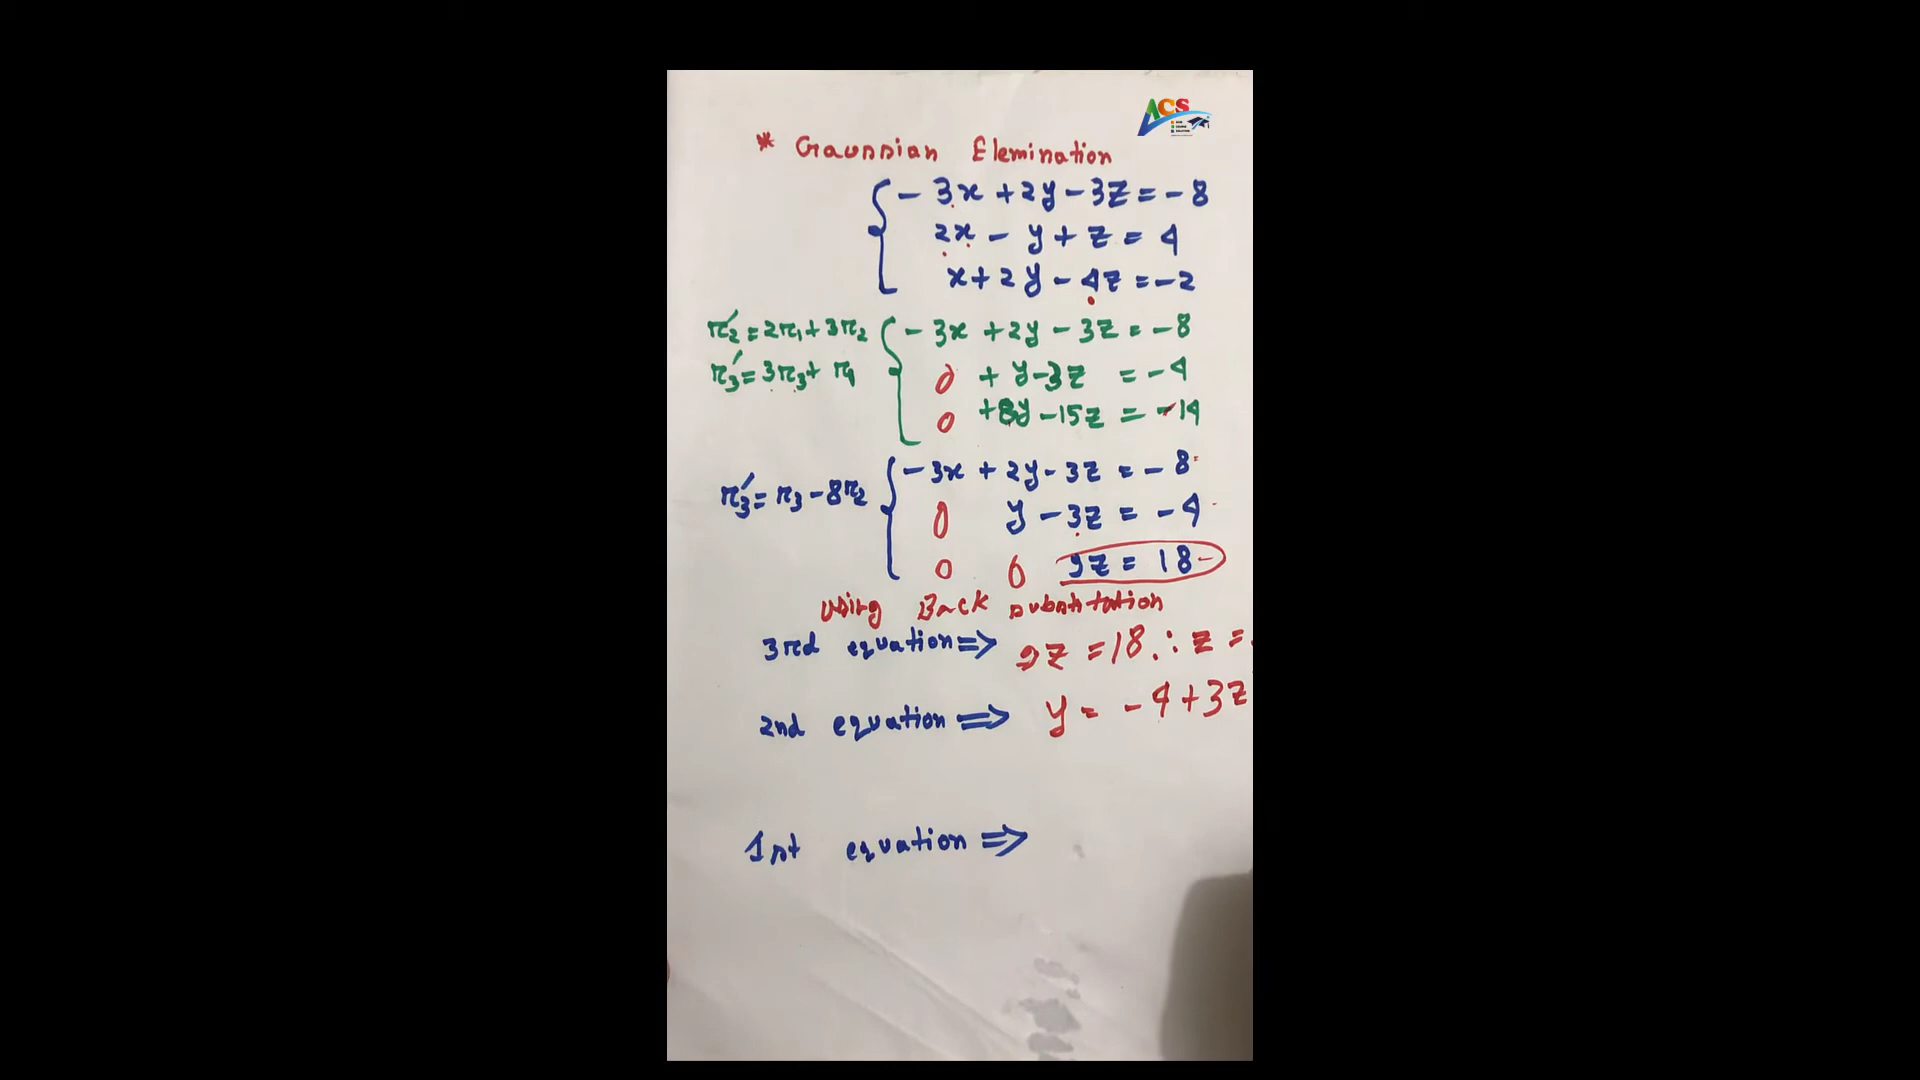 ACS
* Gaussian Elemination
- 3x + 2y - 3z = - 8
2x - y + z = 4
x + 2y - 4z = - 2
r2′ = 2r1 + 3r2
- 3x + 2y - 3z = - 8
r3′ = 3r3 + r1
0 + y - 3z = - 4
0 + 8y - 15z = - 14
- 3x + 2y - 3z = - 8
r3′ = r3 - 8r2
0 y - 3z = - 4
0 0 9z = 18
using Back substitation
3rd equation => 9z = 18 ∴ z =
2nd equation => y = - 4 + 3z
1st equation =>